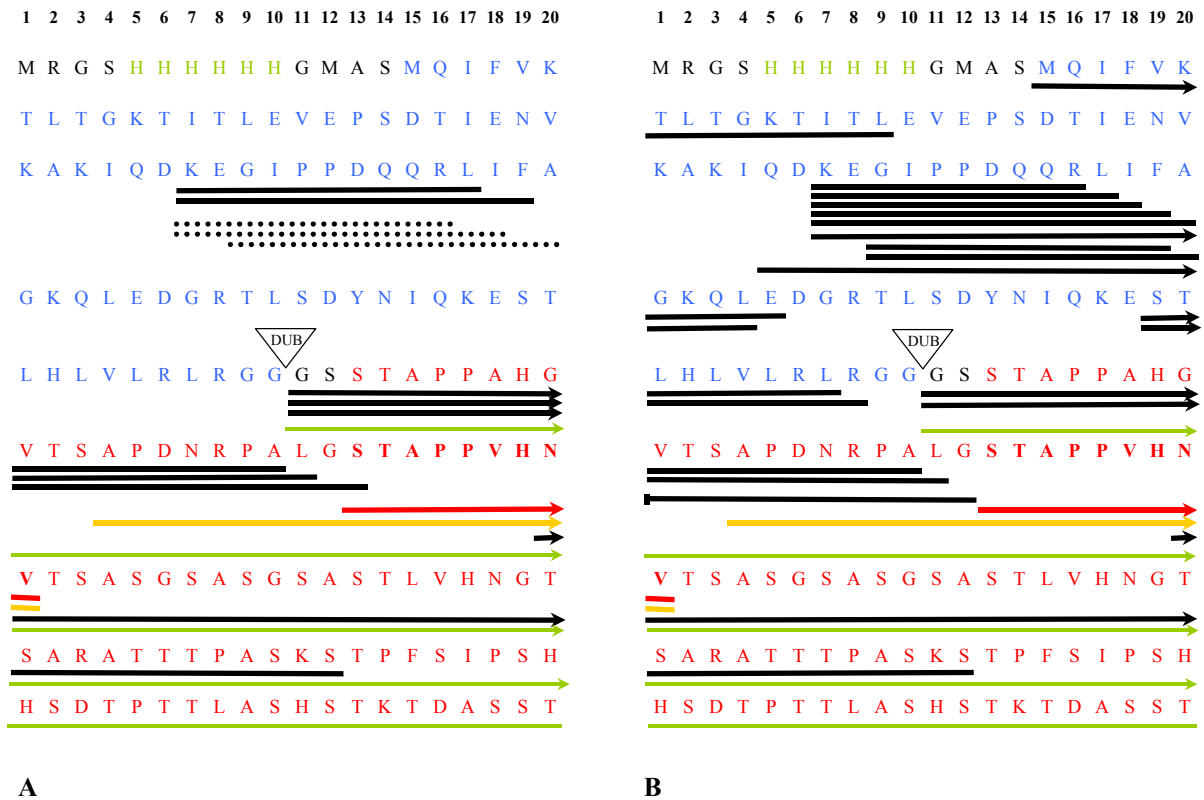 1 2 3 4 5 6 7 8 9 10 11 12 13 14 15 16 17 18 19 20
M R G S H H H H H H G M A S M Q I F V K
T L T G K T I T L E V E P S D T I E N V
K A K I Q D K E G I P P D Q Q R L I F A
G K Q L E D G R T L S D Y N I Q K E S T
DUB
L H L V L R L R G G G S S T A P P A H G
V T S A P D N R P A L G S T A P P V H N
V T S A S G S A S G S A S T L V H N G T
S A R A T T T P A S K S T P F S I P S H
H S D T P T T L A S H S T K T D A S S T
A
1 2 3 4 5 6 7 8 9 10 11 12 13 14 15 16 17 18 19 20
M R G S H H H H H H G M A S M Q I F V K
T L T G K T I T L E V E P S D T I E N V
K A K I Q D K E G I P P D Q Q R L I F A
G K Q L E D G R T L S D Y N I Q K E S T
DUB
L H L V L R L R G G G S S T A P P A H G
V T S A P D N R P A L G S T A P P V H N
V T S A S G S A S G S A S T L V H N G T
S A R A T T T P A S K S T P F S I P S H
H S D T P T T L A S H S T K T D A S S T
B